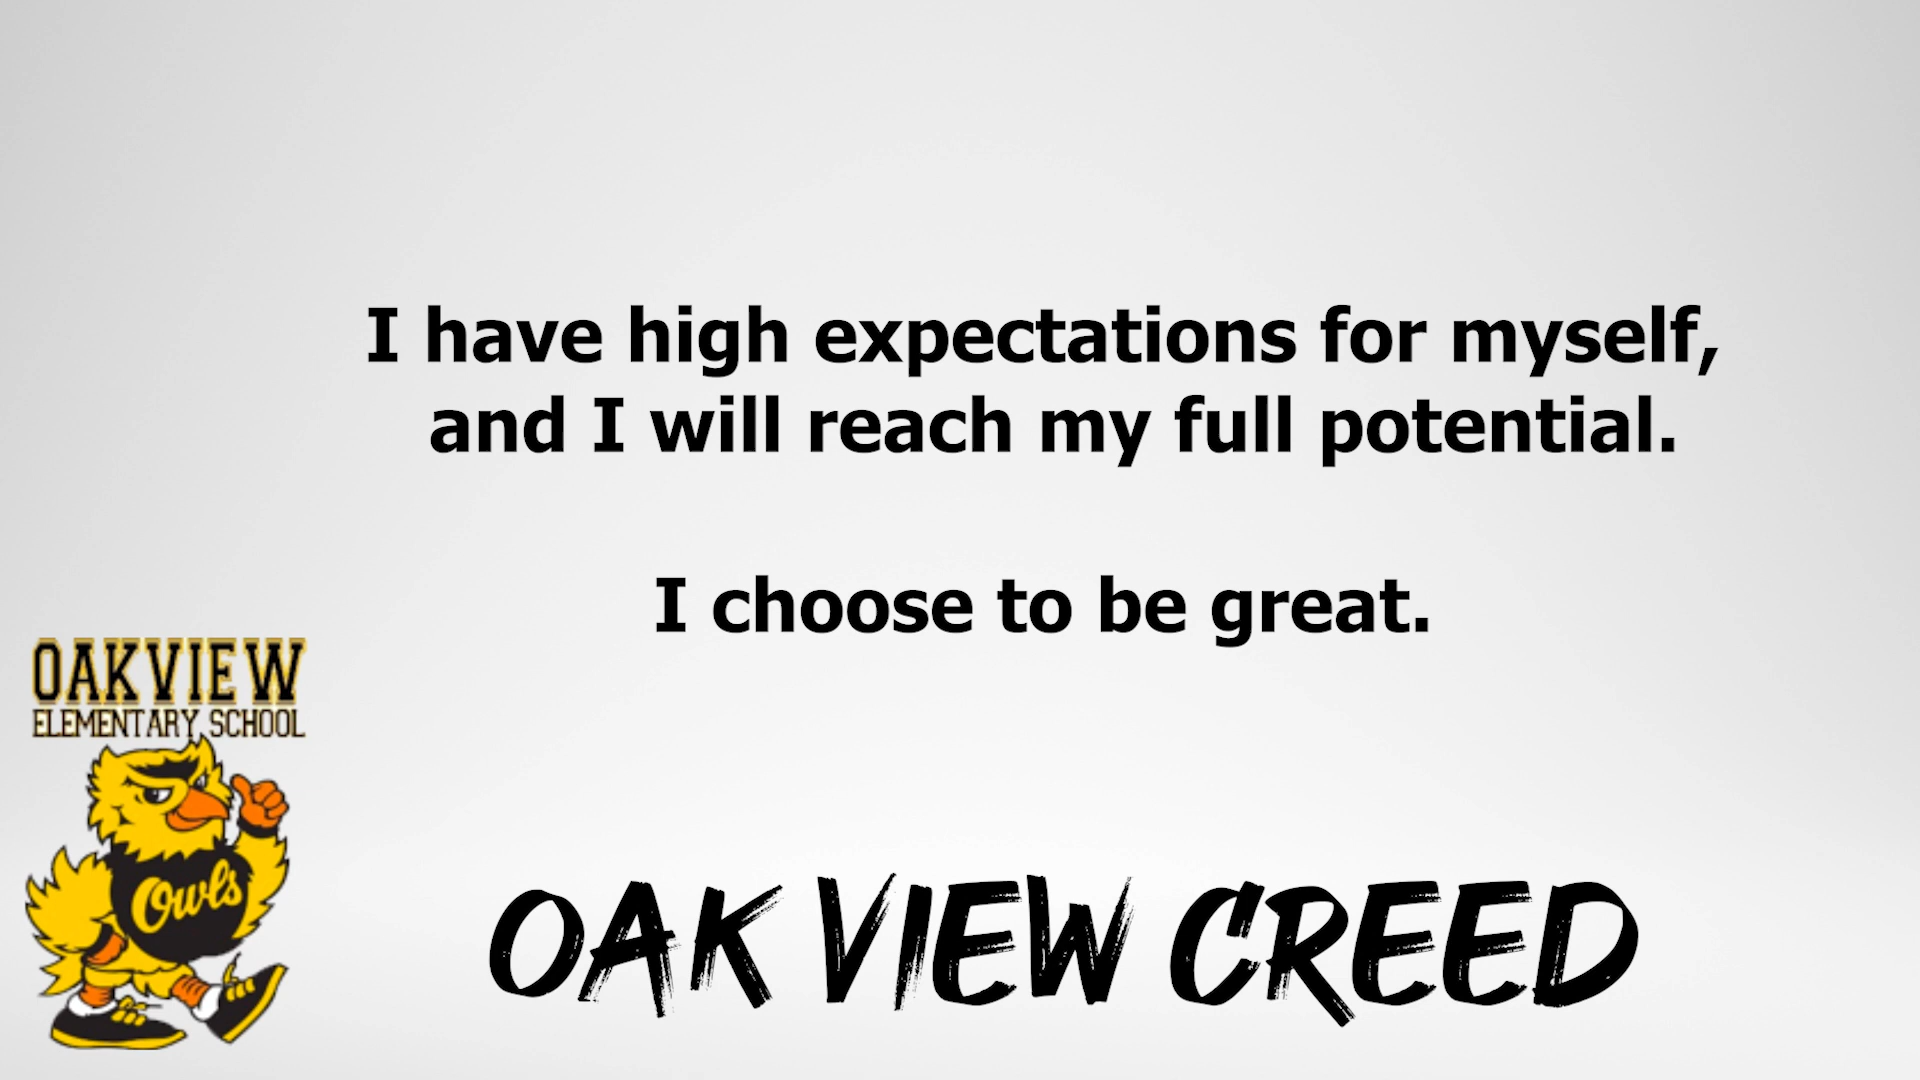 I have high expectations for myself,
and I will reach my full potential.
I choose to be great.
OAKVIEW
ELEMENTARY SCHOOL
Owls
OAK VIEW CREED